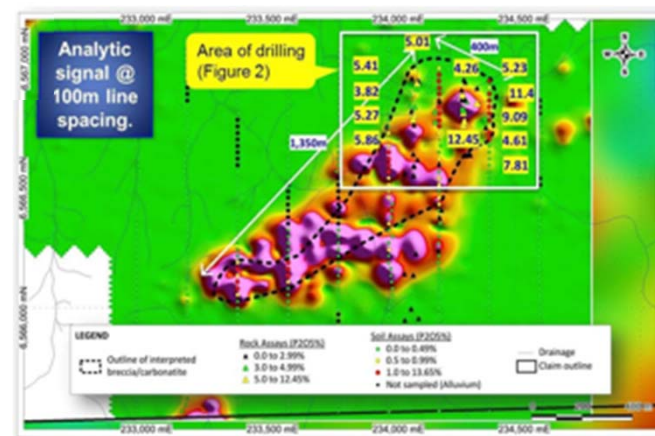 233,000 mE 233,500 mE 234,000 mE 234,500 mE
6,567,000 mN
6,566,500 mN
6,566,000 mN
Analytic
signal @
100m line
spacing.
Area of drilling
(Figure 2)
5.01
400m
5.41
4.26
5.23
3.82
11.4
5.27
9.09
5.86
12.45
4.61
7.81
1,350m
N
LEGEND
Outline of interpreted
breccia/carbonatite
Rock Assays (P2O5%)
0.0 to 2.99%
3.0 to 4.99%
5.0 to 12.45%
Soil Assays (P2O5%)
0.0 to 0.49%
0.5 to 0.99%
1.0 to 13.65%
Not sampled (Alluvium)
Drainage
Claim outline
233,000 mE 233,500 mE 234,000 mE 234,500 mE